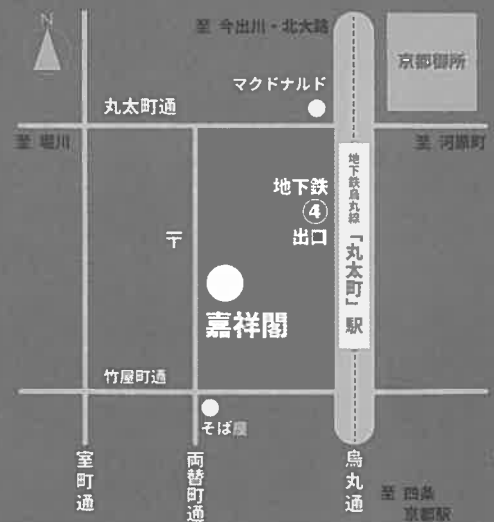 N
至 今出川・北大路
京都御所
マクドナルド
丸太町通
至 堀川
至 河原町
地下鉄
④
出口
地下鉄烏丸線
「丸太町」駅
〒
嘉祥閣
竹屋町通
そば屋
室町通
両替町通
烏丸通
至 四条
京都駅